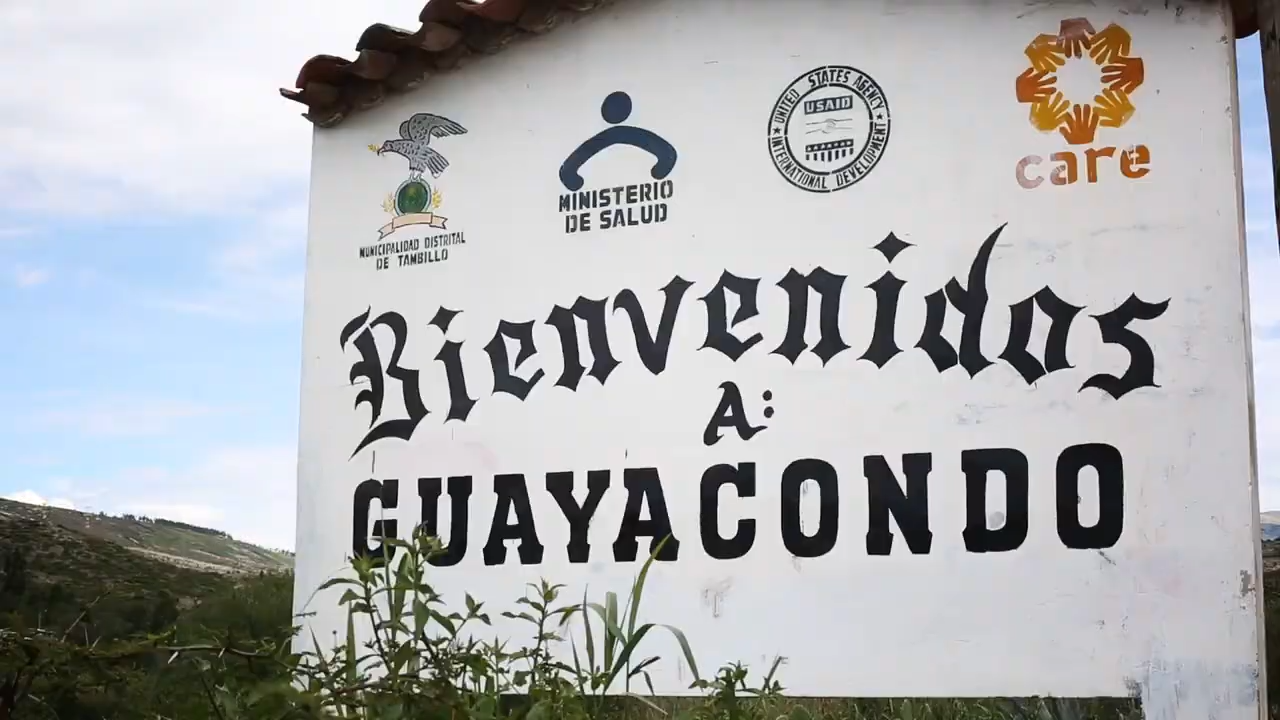 MUNICIPALIDAD DISTRITAL
DE TAMBILLO
MINISTERIO
DE SALUD
UNITED STATES AGENCY
USAID
INTERNATIONAL DEVELOPMENT
care
Bienvenidos
A:
GUAYACONDO